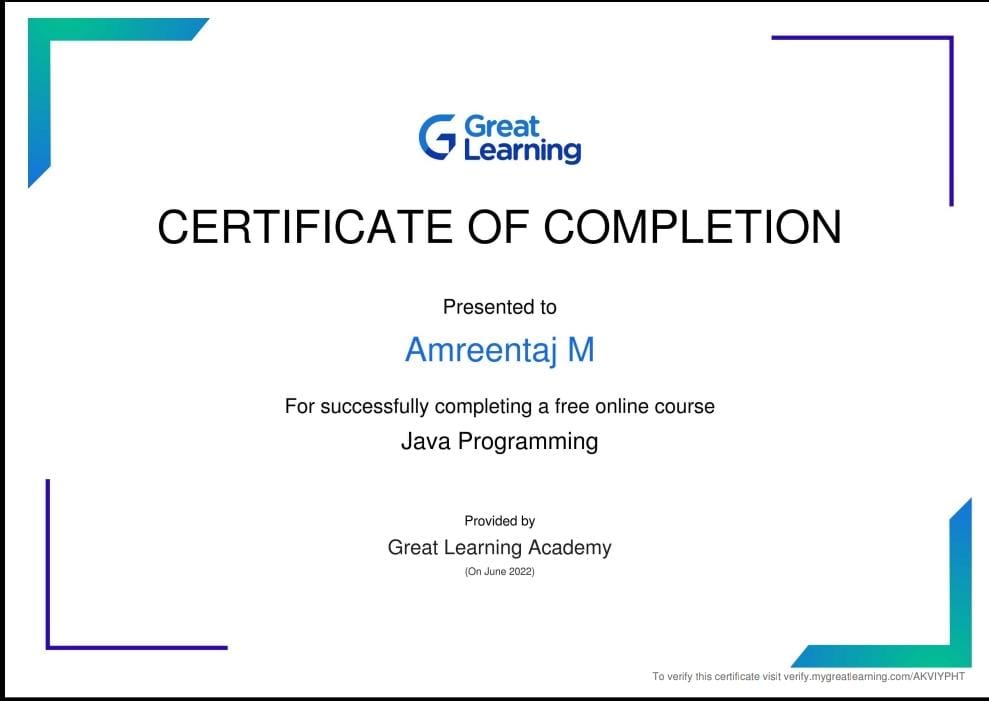 Great
Learning
CERTIFICATE OF COMPLETION
Presented to
Amreentaj M
For successfully completing a free online course
Java Programming
Provided by
Great Learning Academy
(On June 2022)
To verify this certificate visit verify.mygreatlearning.com/AKVIYPHT